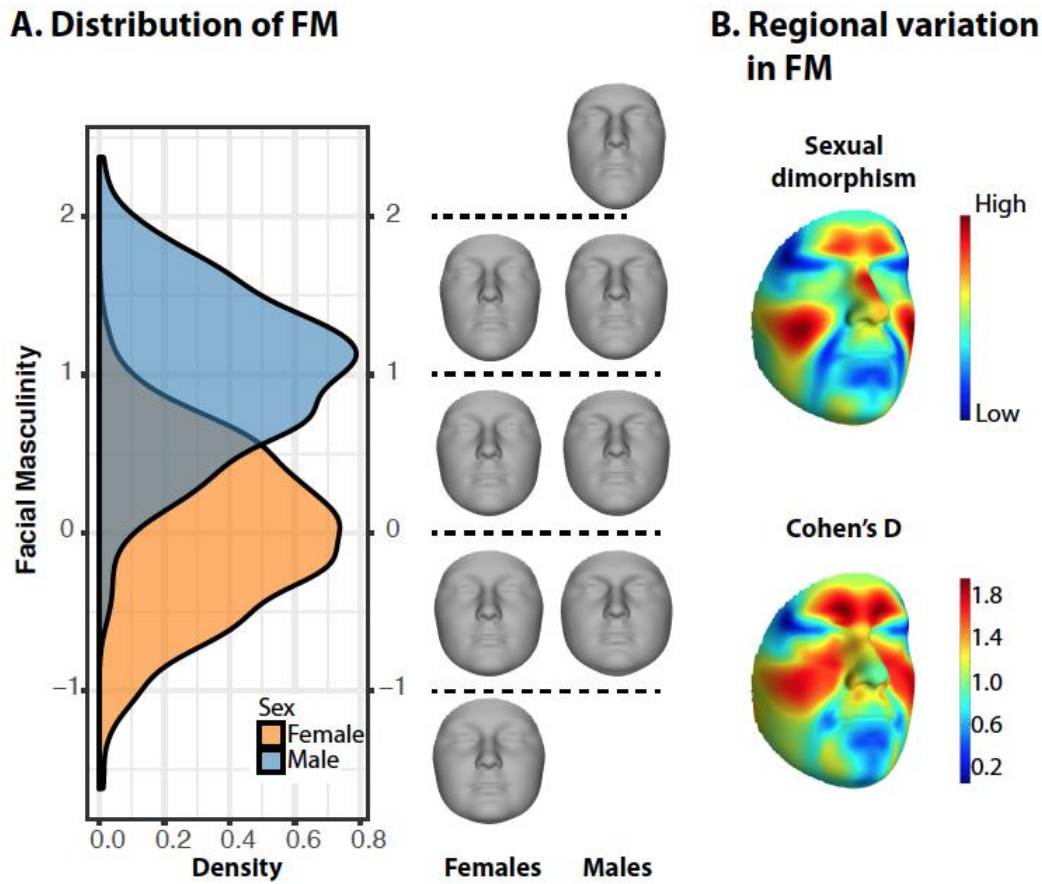 A. Distribution of FM
B. Regional variation
in FM
Facial Masculinity
2
1
0
−1
2
1
0
−1
Sex
Female
Male
0.0
0.2
0.4
0.6
0.8
Density
Females
Males
Sexual
dimorphism
High
Low
Cohen's D
1.8
1.4
1.0
0.6
0.2